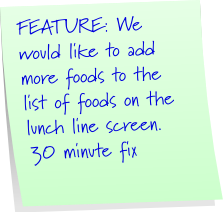 FEATURE: We
would like to add
more foods to the
list of foods on the
lunch line screen.
30 minute fix